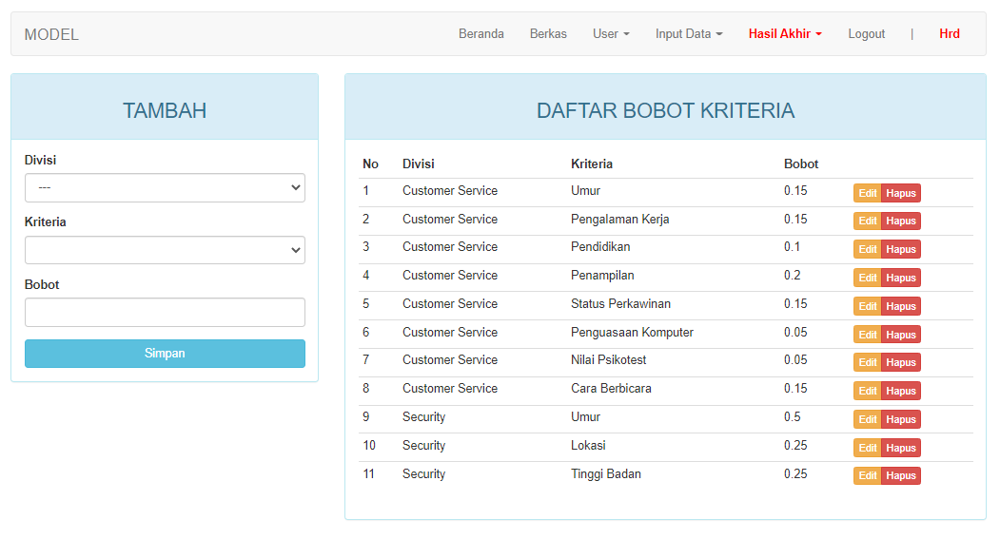 MODEL Beranda Berkas User Input Data Hasil Akhir Logout | Hrd
TAMBAH
Divisi
---
Kriteria
Bobot
Simpan
DAFTAR BOBOT KRITERIA
No Divisi Kriteria Bobot
1 Customer Service Umur 0.15 Edit Hapus
2 Customer Service Pengalaman Kerja 0.15 Edit Hapus
3 Customer Service Pendidikan 0.1 Edit Hapus
4 Customer Service Penampilan 0.2 Edit Hapus
5 Customer Service Status Perkawinan 0.15 Edit Hapus
6 Customer Service Penguasaan Komputer 0.05 Edit Hapus
7 Customer Service Nilai Psikotest 0.05 Edit Hapus
8 Customer Service Cara Berbicara 0.15 Edit Hapus
9 Security Umur 0.5 Edit Hapus
10 Security Lokasi 0.25 Edit Hapus
11 Security Tinggi Badan 0.25 Edit Hapus